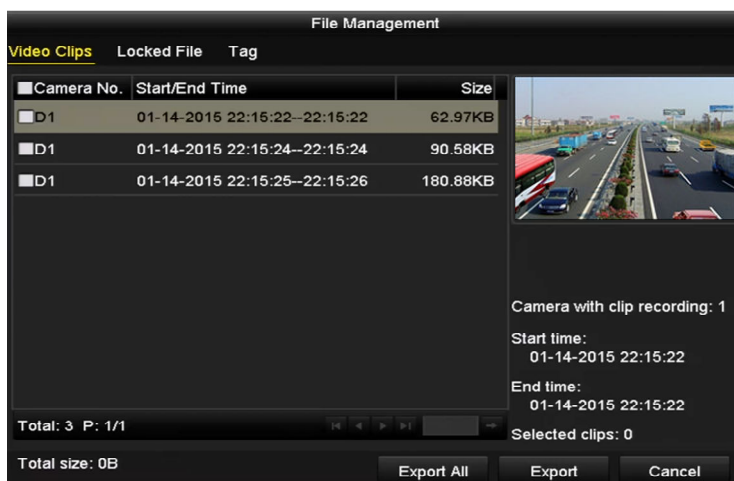 File Management
Video Clips Locked File Tag
Camera No. Start/End Time Size
D1 01-14-2015 22:15:22--22:15:22 62.97KB
D1 01-14-2015 22:15:24--22:15:24 90.58KB
D1 01-14-2015 22:15:25--22:15:26 180.88KB
Camera with clip recording: 1
Start time:
01-14-2015 22:15:22
End time:
01-14-2015 22:15:22
Selected clips: 0
Total: 3 P: 1/1
Total size: 0B
Export All Export Cancel